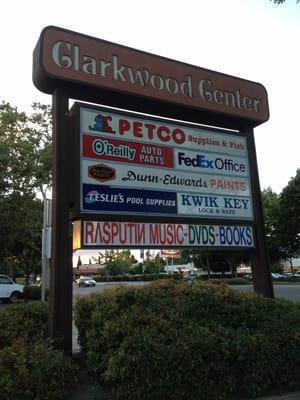 Clarkwood Center
PETCO Supplies & Fish
O'Reilly AUTO PARTS
FedEx Office
Dunn-Edwards PAINTS
LESLIE'S POOL SUPPLIES
KWIK KEY
LOCK & SAFE
RASPUTIN MUSIC-DVDS-BOOKS